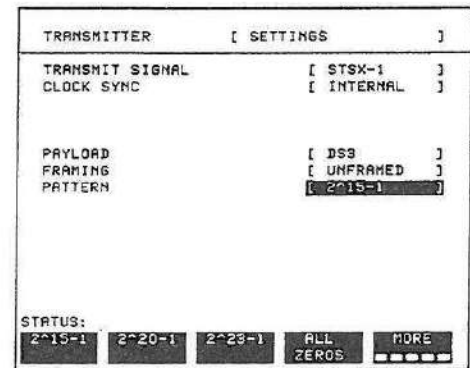 TRANSMITTER [ SETTINGS ]
TRANSMIT SIGNAL [ STSX-1 ]
CLOCK SYNC [ INTERNAL ]
PAYLOAD [ DS3 ]
FRAMING [ UNFRAMED ]
PATTERN [ 2^15-1 ]
STATUS:
2^15-1 2^20-1 2^23-1 ALL ZEROS MORE